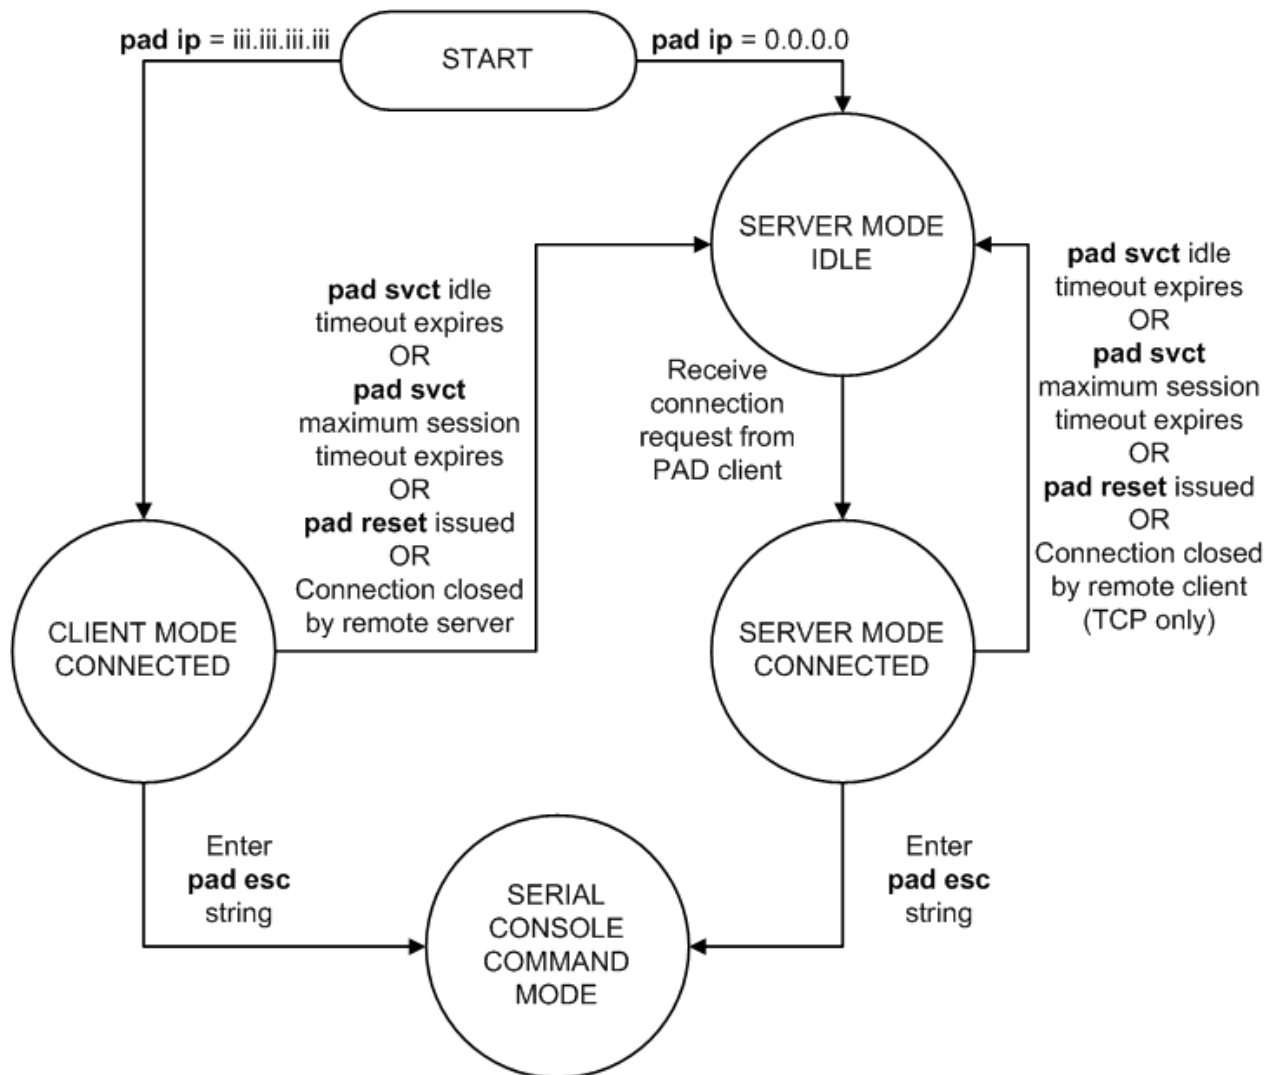 pad ip = iii.iii.iii.iii
START
pad ip = 0.0.0.0
SERVER MODE
IDLE
pad svct idle
timeout expires
OR
pad svct
maximum session
timeout expires
OR
pad reset issued
OR
Connection closed
by remote server
Receive
connection
request from
PAD client
pad svct idle
timeout expires
OR
pad svct
maximum session
timeout expires
OR
pad reset issued
OR
Connection closed
by remote client
(TCP only)
CLIENT MODE
CONNECTED
SERVER MODE
CONNECTED
Enter
pad esc
string
SERIAL
CONSOLE
COMMAND
MODE
Enter
pad esc
string